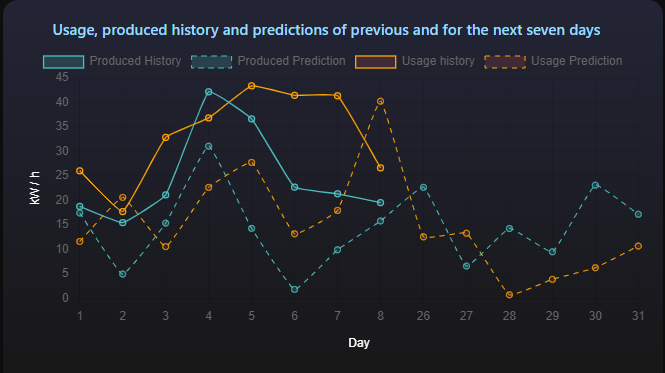 Usage, produced history and predictions of previous and for the next seven days
Produced History Produced Prediction Usage history Usage Prediction
45
40
35
30
25
20
15
10
5
0
kW / h
1 2 3 4 5 6 7 8 26 27 28 29 30 31
Day